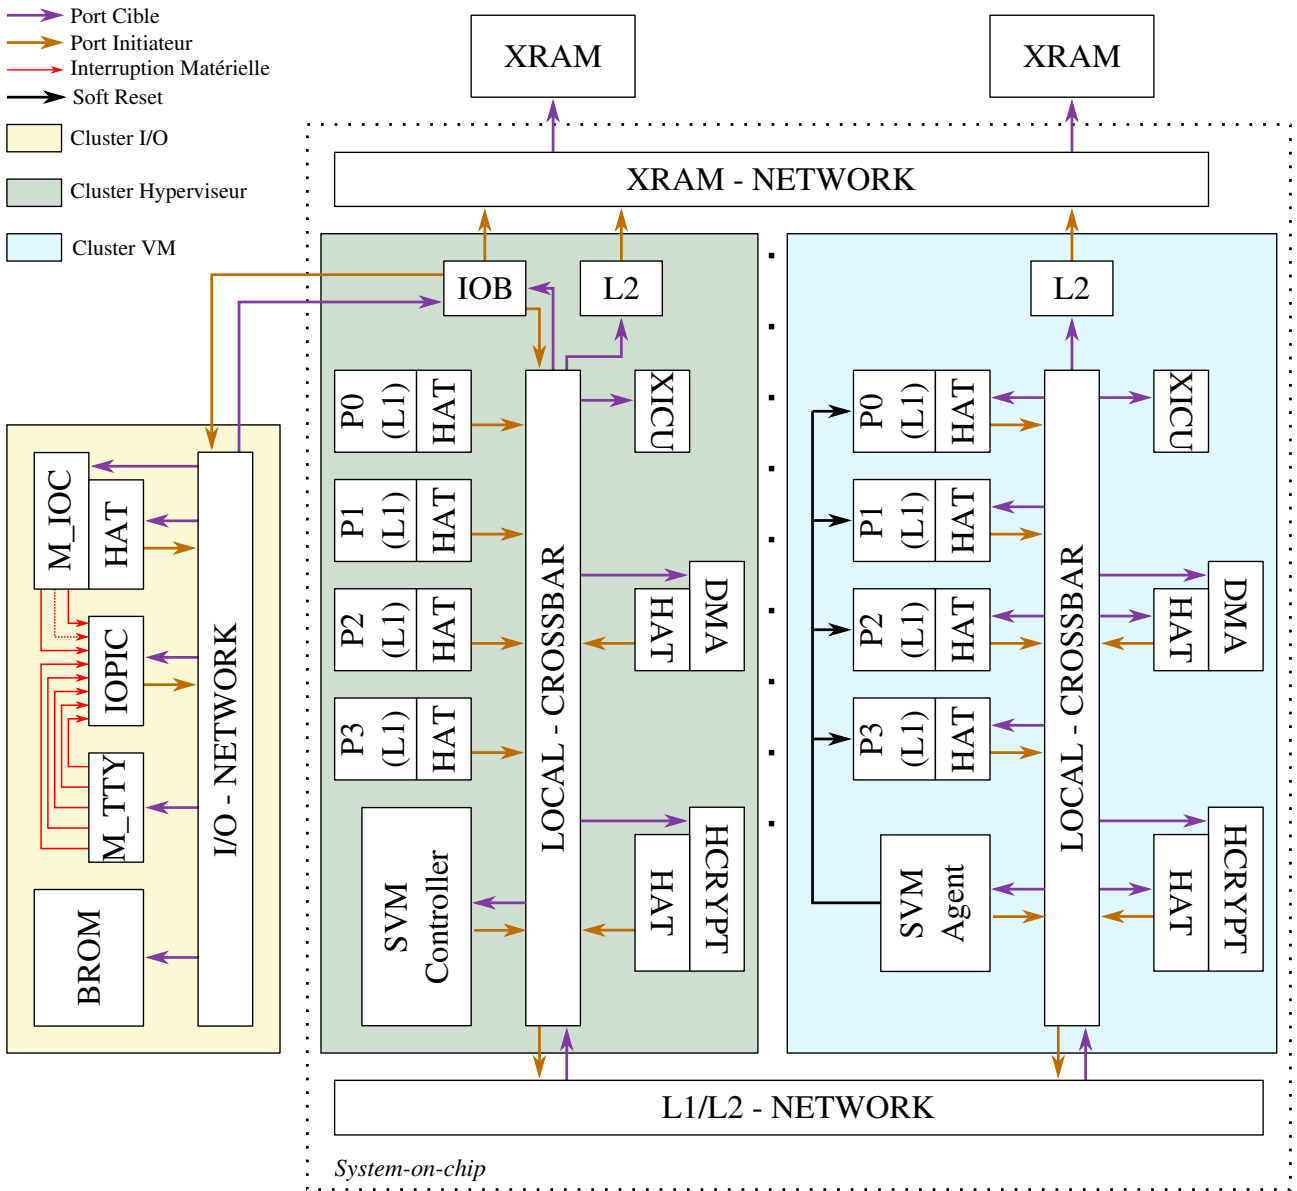 Port Cible
Port Initiateur
Interruption Matérielle
Soft Reset
Cluster I/O
Cluster Hyperviseur
Cluster VM
XRAM
XRAM
XRAM - NETWORK
IOB
L2
L2
P0
(L1)
HAT
XICU
P1
(L1)
HAT
P2
(L1)
HAT
P3
(L1)
HAT
LOCAL - CROSSBAR
HAT
DMA
SVM
Controller
HAT
HCRYPT
P0
(L1)
HAT
XICU
P1
(L1)
HAT
P2
(L1)
HAT
P3
(L1)
HAT
LOCAL - CROSSBAR
HAT
DMA
SVM
Agent
HAT
HCRYPT
M_IOC
HAT
IOPIC
M_TTY
BROM
I/O - NETWORK
L1/L2 - NETWORK
System-on-chip